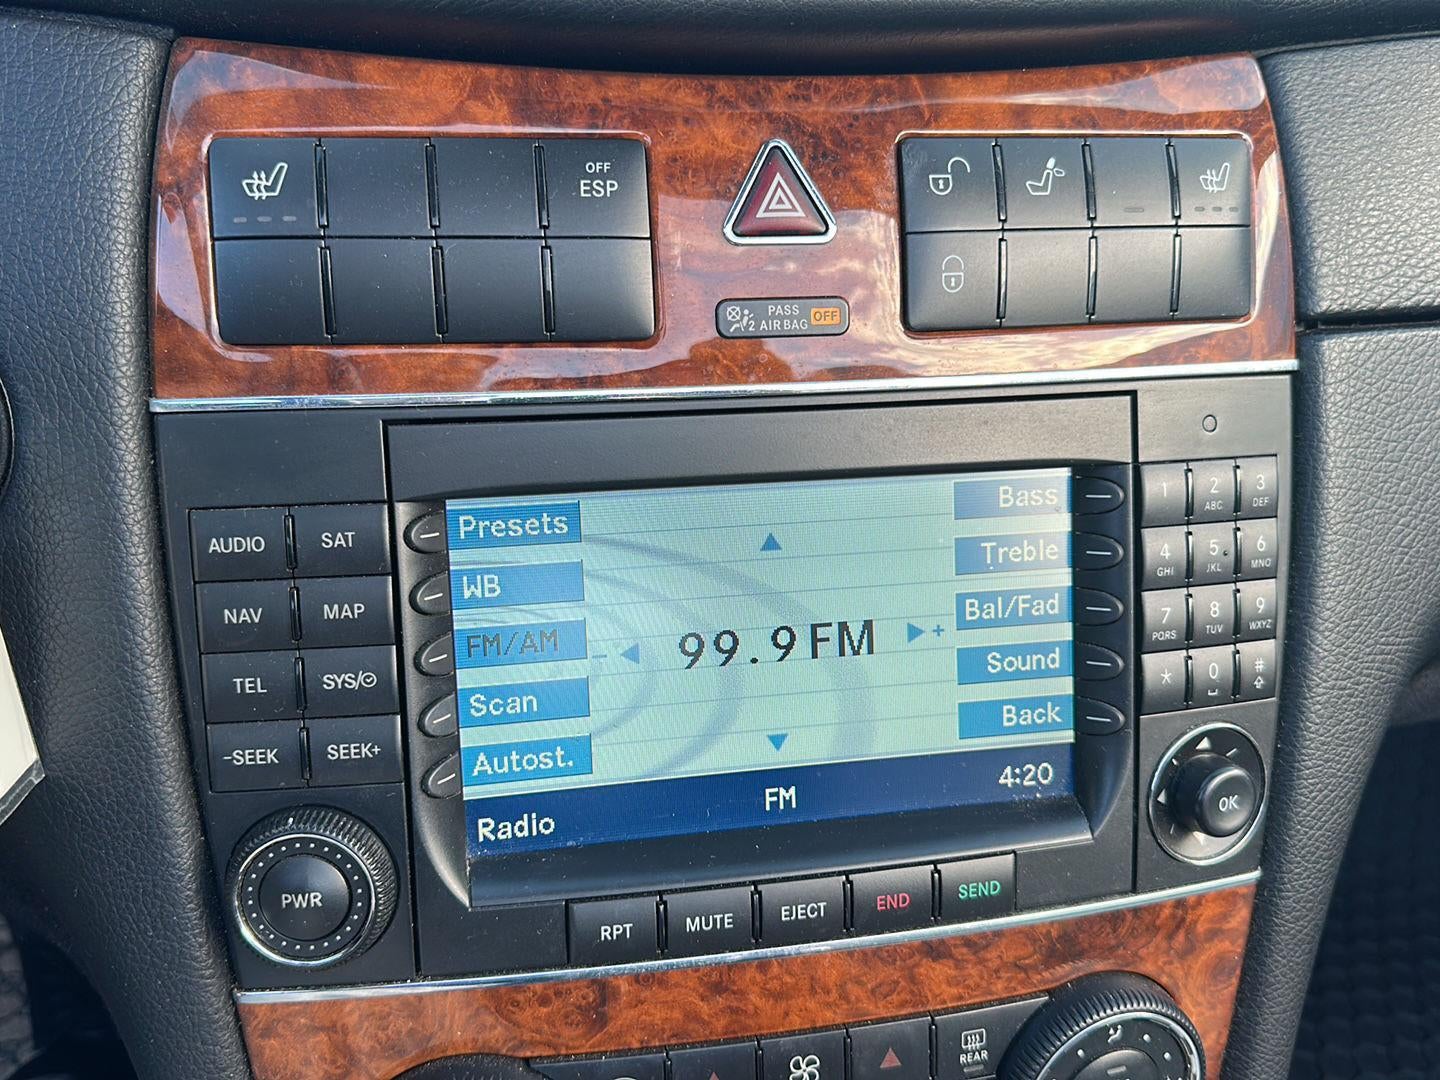 OFF
ESP
PASS
2 AIRBAG OFF
AUDIO SAT
NAV MAP
TEL SYS/
-SEEK SEEK+
PWR
Presets
WB
FM/AM
Scan
Autost.
- 99.9 FM +
Bass
Treble
Bal/Fad
Sound
Back
Radio FM 4:20
RPT MUTE EJECT END SEND
1 2 ABC 3 DEF
4 GHI 5 JKL 6 MNO
7 PQRS 8 TUV 9 WXYZ
* 0 #
OK
REAR